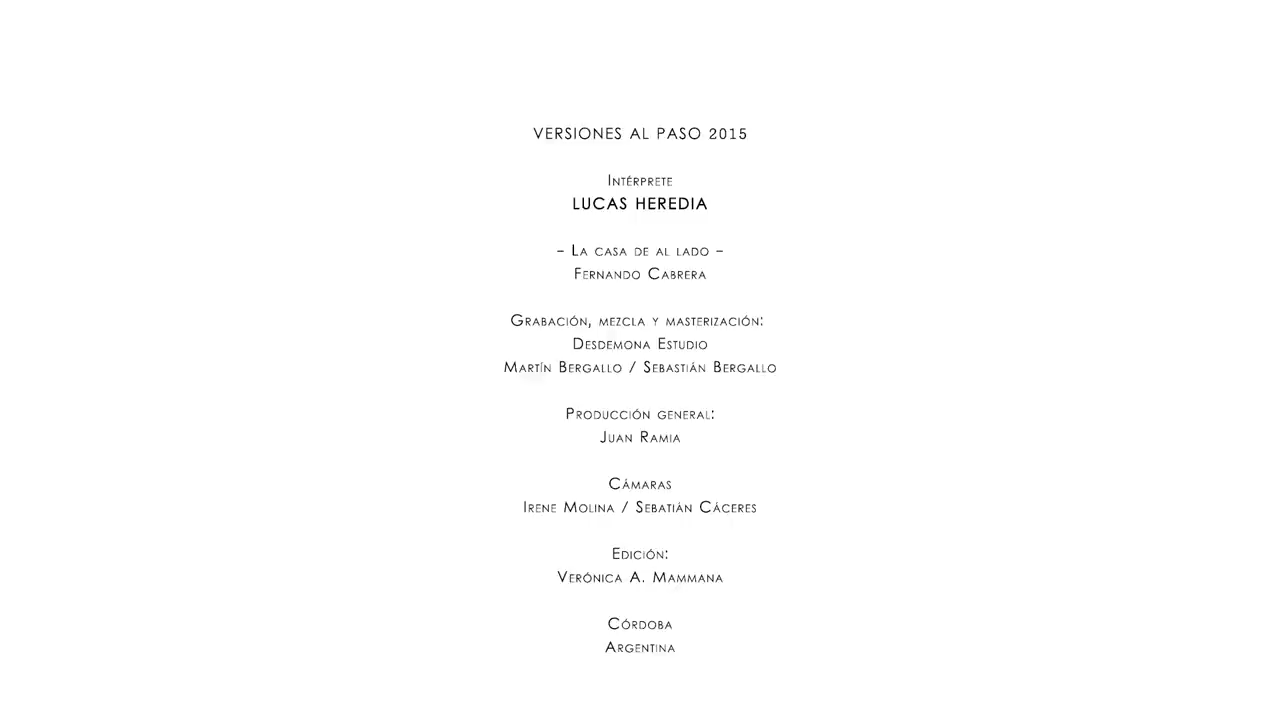 VERSIONES AL PASO 2015
Intérprete
LUCAS HEREDIA
– La casa de al lado –
Fernando Cabrera
Grabación, mezcla y masterización:
Desdemona Estudio
Martín Bergallo / Sebastián Bergallo
Producción general:
Juan Ramia
Cámaras
Irene Molina / Sebatián Cáceres
Edición:
Verónica A. Mammana
Córdoba
Argentina